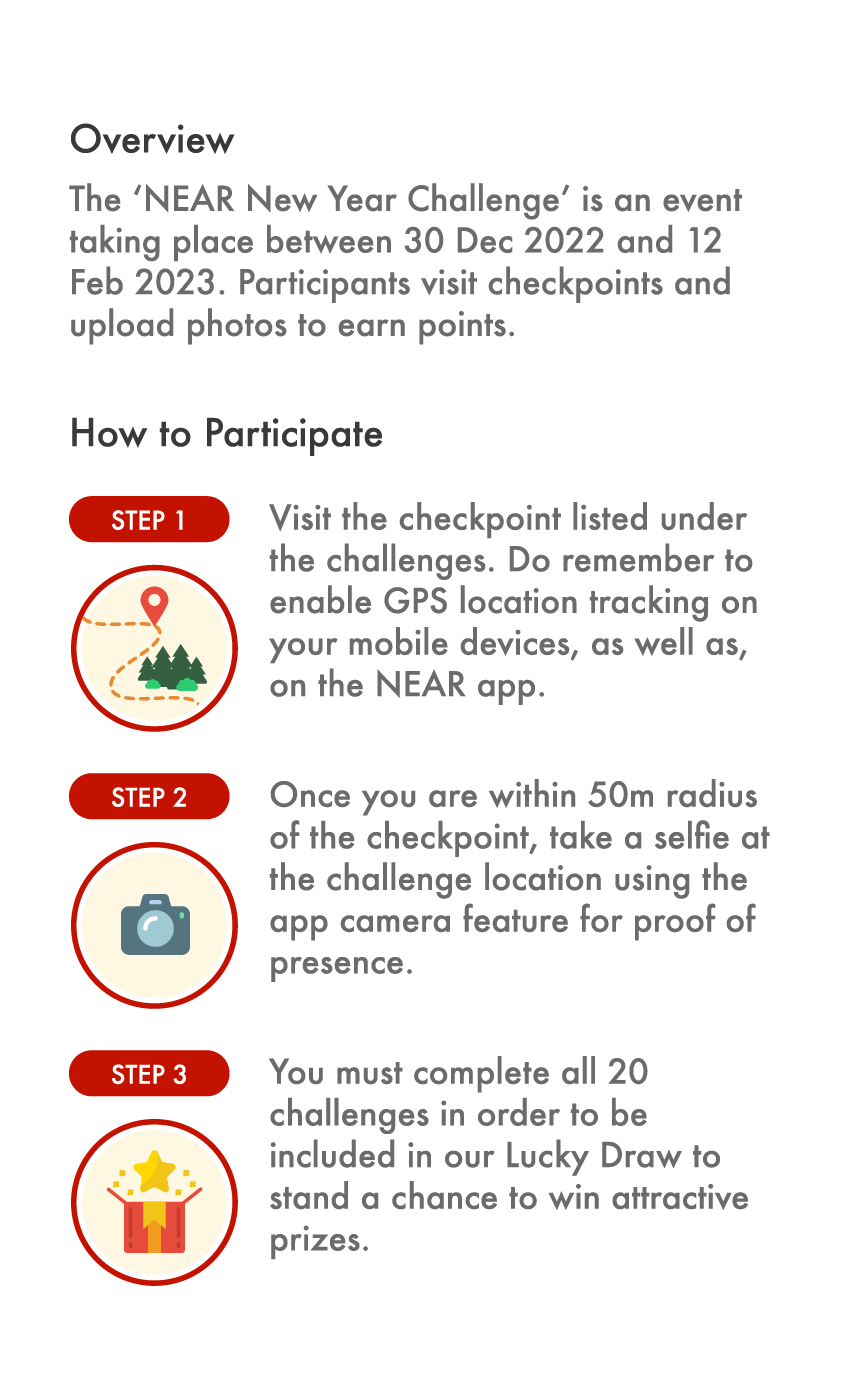 Overview
The ‘NEAR New Year Challenge’ is an event
taking place between 30 Dec 2022 and 12
Feb 2023. Participants visit checkpoints and
upload photos to earn points.
How to Participate
STEP 1
Visit the checkpoint listed under
the challenges. Do remember to
enable GPS location tracking on
your mobile devices, as well as,
on the NEAR app.
STEP 2
Once you are within 50m radius
of the checkpoint, take a selfie at
the challenge location using the
app camera feature for proof of
presence.
STEP 3
You must complete all 20
challenges in order to be
included in our Lucky Draw to
stand a chance to win attractive
prizes.